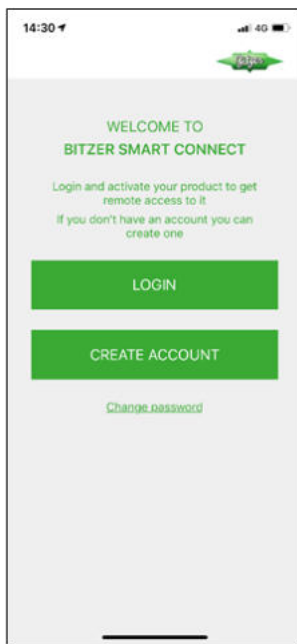 14:30
4G
WELCOME TO
BITZER SMART CONNECT
Login and activate your product to get
remote access to it
If you don't have an account you can
create one
LOGIN
CREATE ACCOUNT
Change password